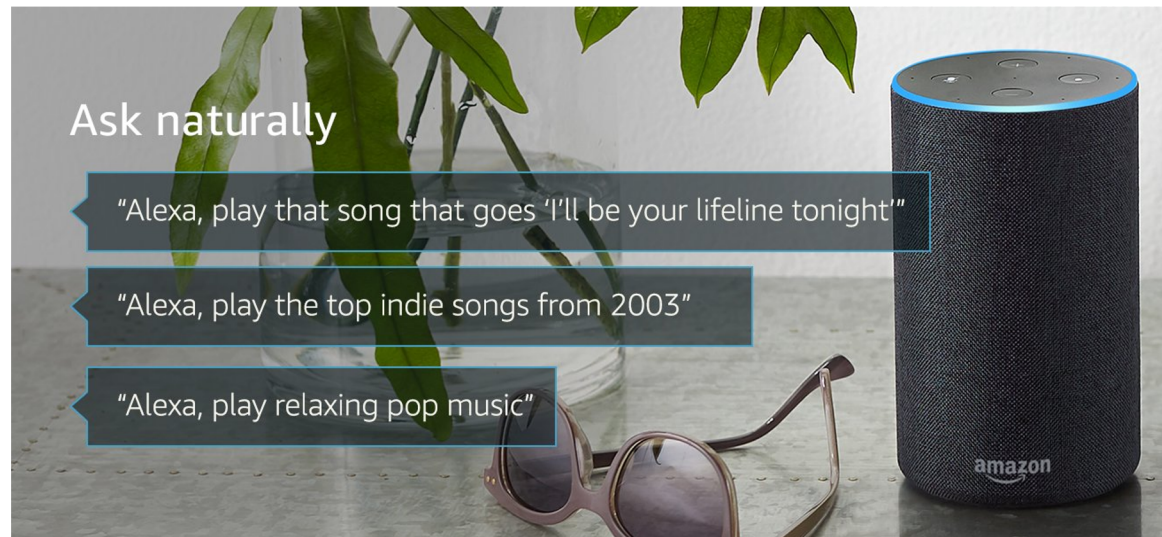 Ask naturally
“Alexa, play that song that goes ‘I’ll be your lifeline tonight’”
“Alexa, play the top indie songs from 2003”
“Alexa, play relaxing pop music”
amazon